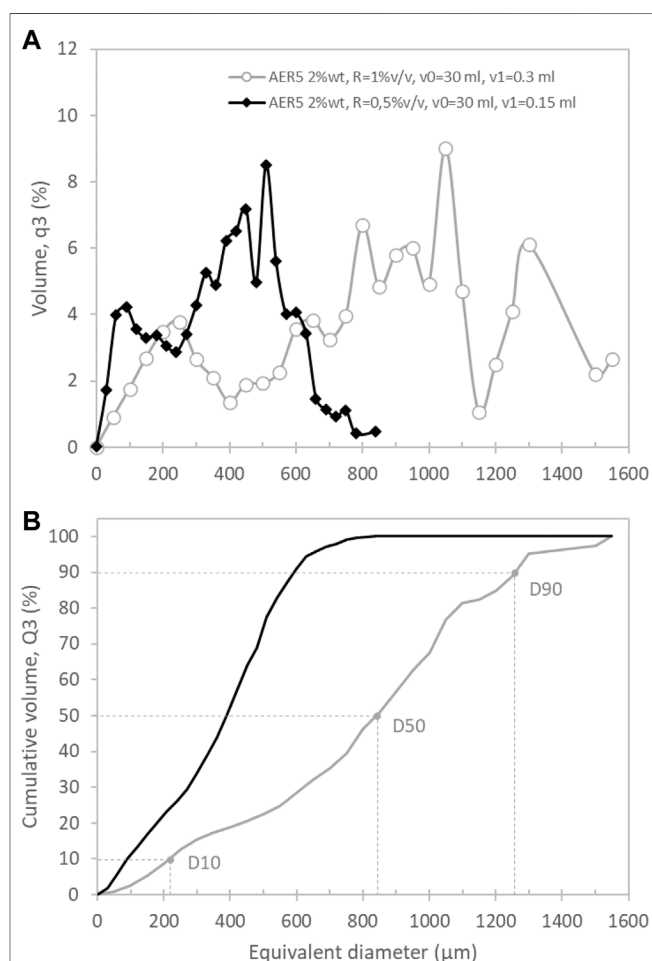 A
12
10
8
6
4
2
0
Volume, q3 (%)
AER5 2%wt, R=1%v/v, v0=30 ml, v1=0.3 ml
AER5 2%wt, R=0,5%v/v, v0=30 ml, v1=0.15 ml
0 200 400 600 800 1000 1200 1400 1600
B
100
90
80
70
60
50
40
30
20
10
0
Cumulative volume, Q3 (%)
D90
D50
D10
0 200 400 600 800 1000 1200 1400 1600
Equivalent diameter (μm)